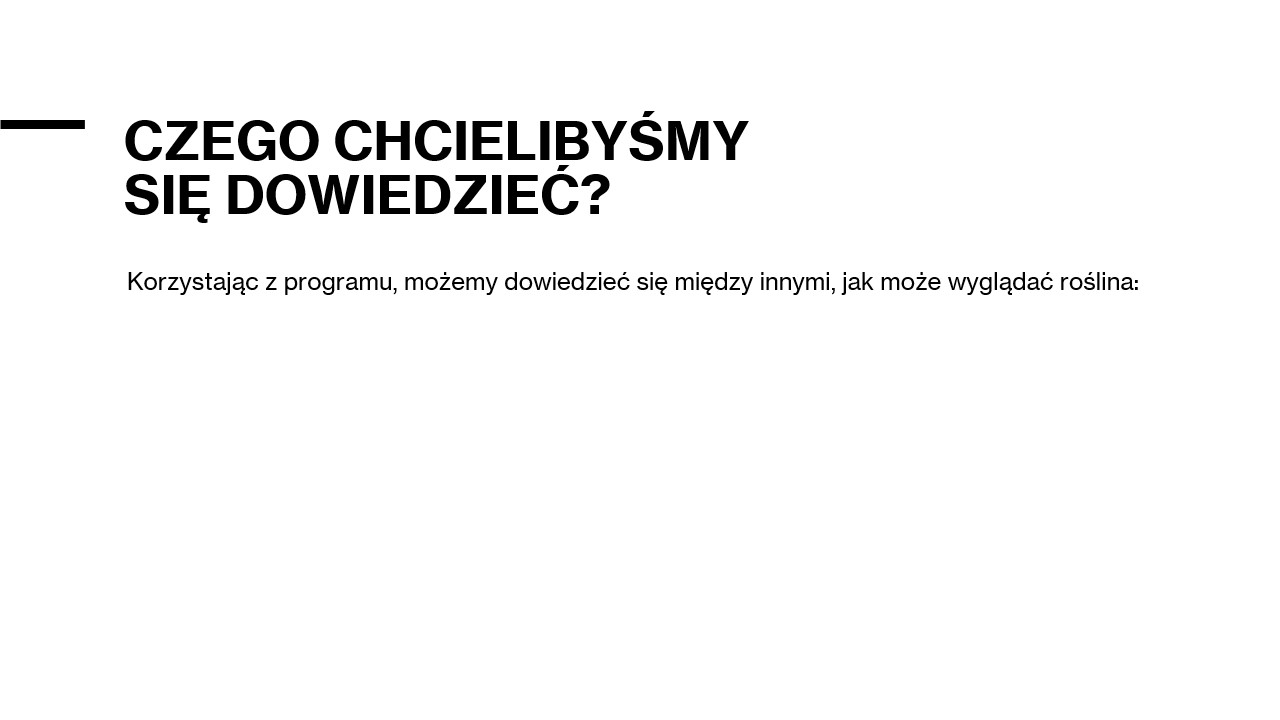 CZEGO CHCIELIBYŚMY
SIĘ DOWIEDZIEĆ?
Korzystając z programu, możemy dowiedzieć się między innymi, jak może wyglądać roślina: